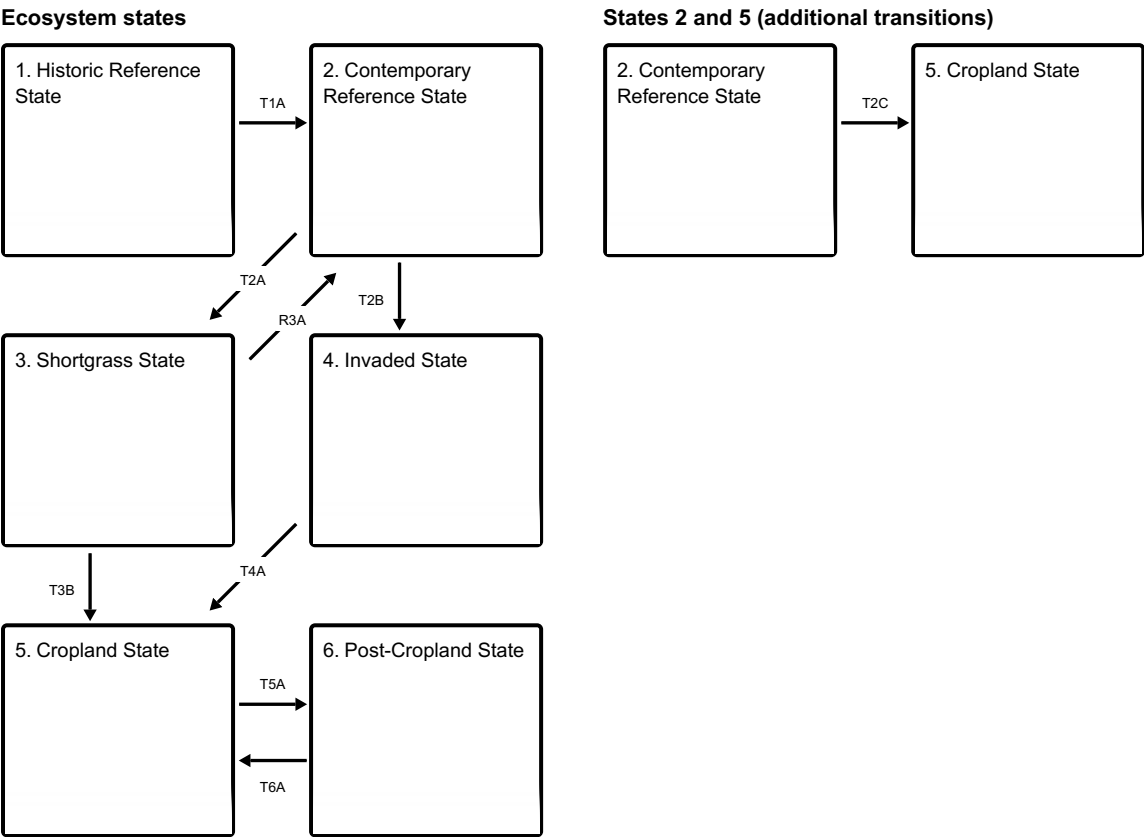 Ecosystem states
1. Historic Reference
State
T1A
2. Contemporary
Reference State
T2A
R3A
T2B
3. Shortgrass State
4. Invaded State
T3B
T4A
5. Cropland State
T5A
T6A
6. Post-Cropland State
States 2 and 5 (additional transitions)
2. Contemporary
Reference State
T2C
5. Cropland State